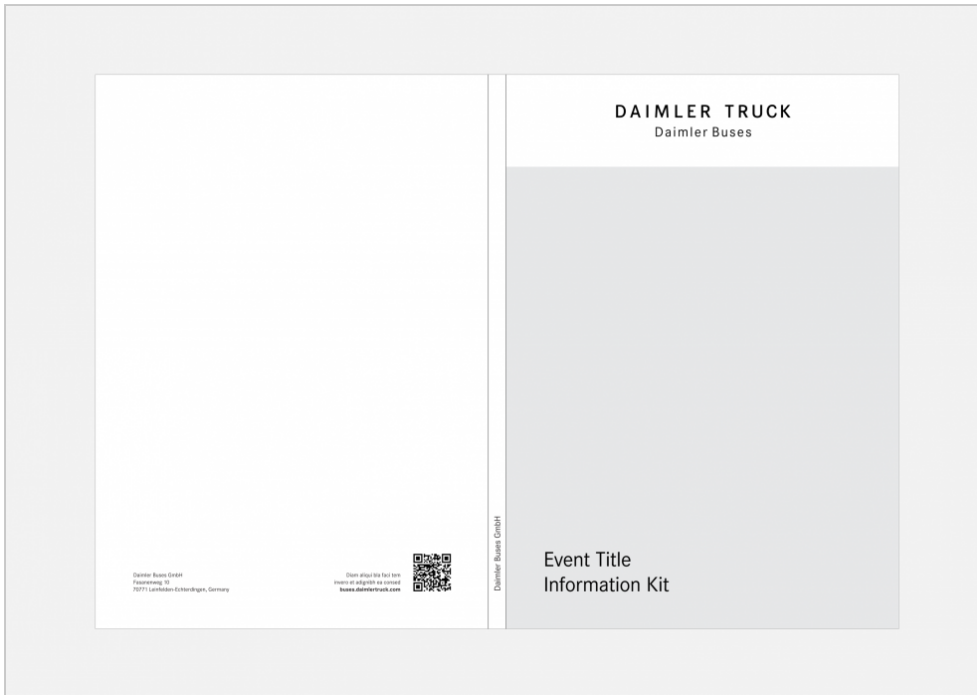 DAIMLER TRUCK
Daimler Buses
Event Title
Information Kit
Daimler Buses GmbH
Daimler Buses GmbH
Fasanenweg 10
70771 Leinfelden-Echterdingen, Germany
Diam aliqui bla faci tem
invero et adignibh ea consed
buses.daimlertruck.com